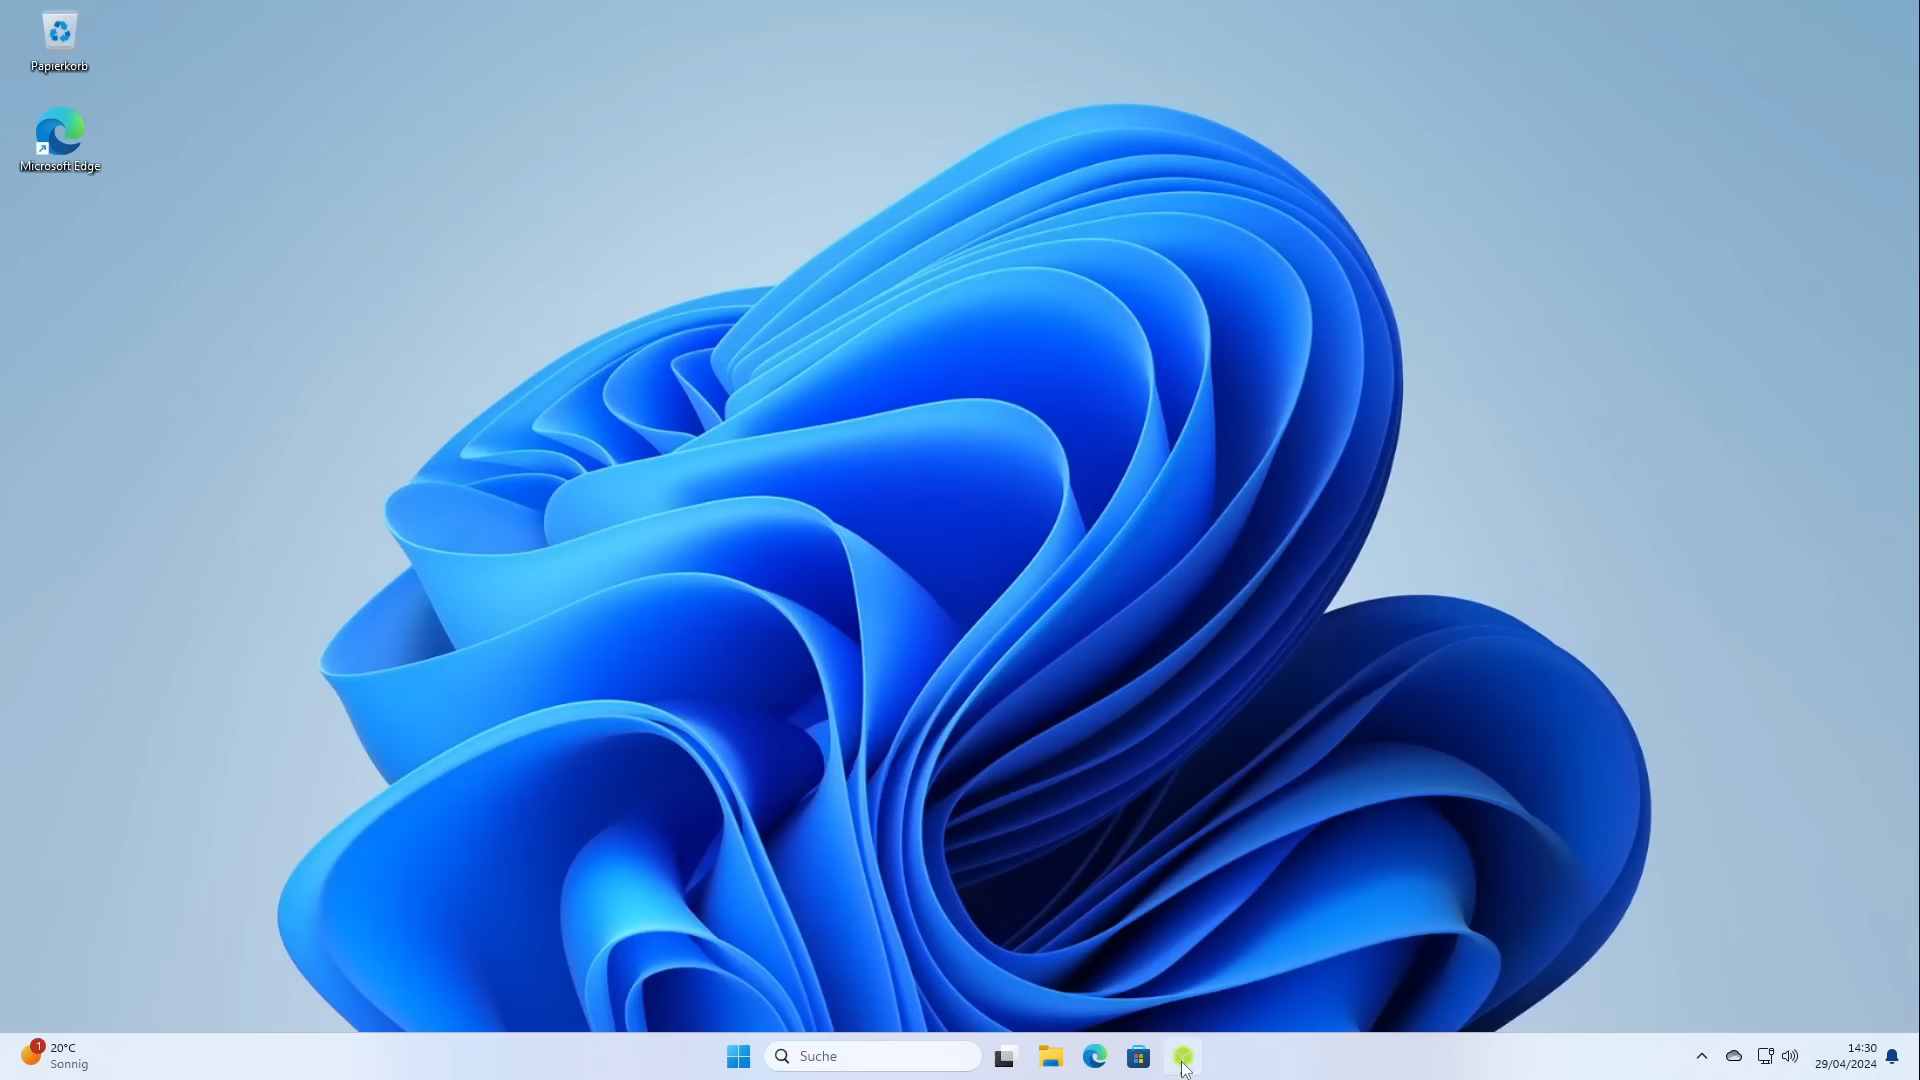 Papierkorb
Microsoft Edge
1
20°C
Sonnig
Suche
14:30
29/04/2024